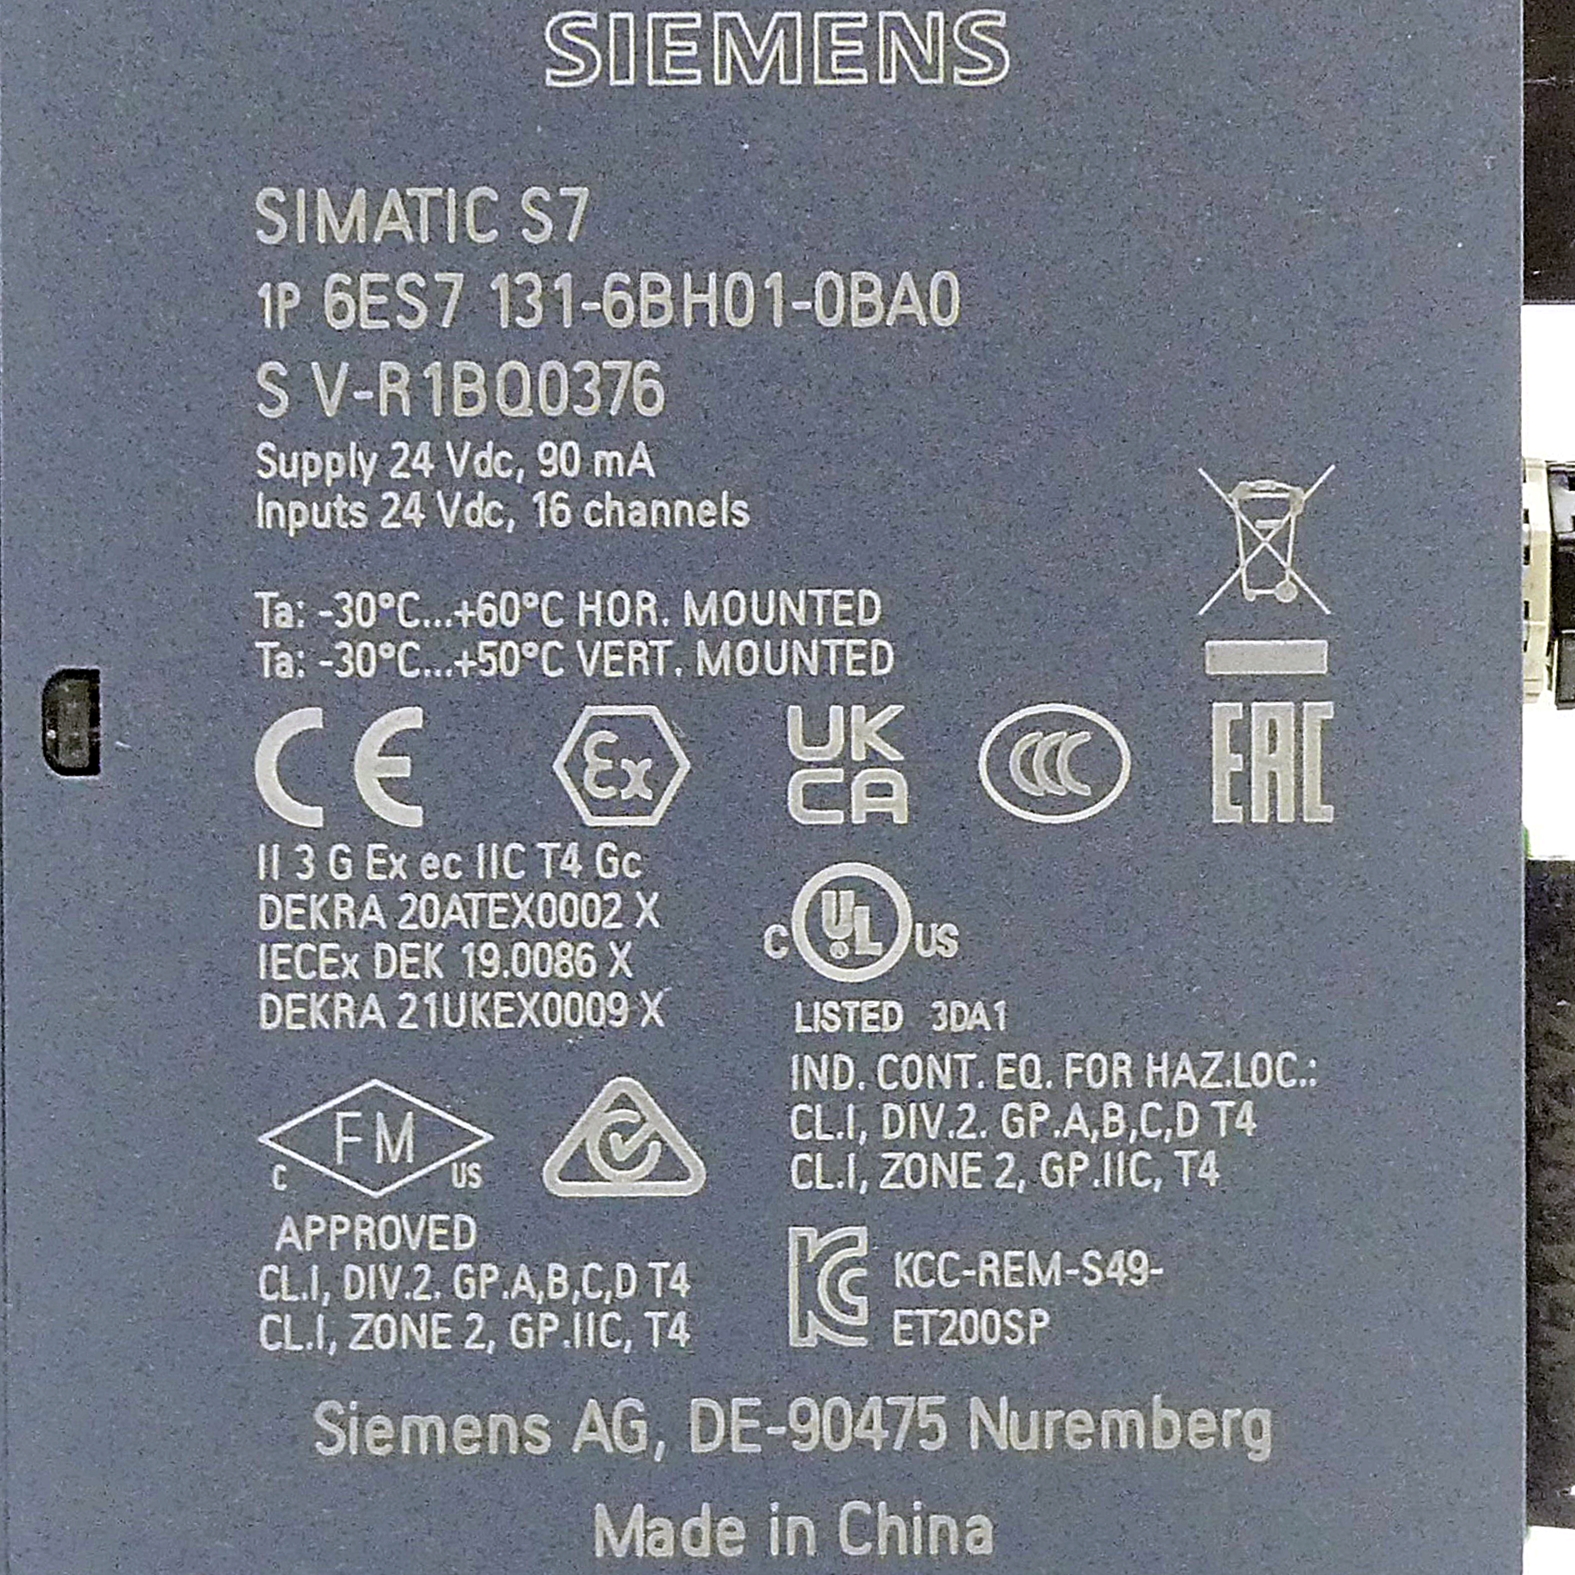 SIEMENS
SIMATIC S7
1P 6ES7 131-6BH01-0BA0
S V-R1BQ0376
Supply 24 Vdc, 90 mA
Inputs 24 Vdc, 16 channels
Ta: -30°C...+60°C HOR. MOUNTED
Ta: -30°C...+50°C VERT. MOUNTED
CE Ex UK CA CCC EAC
II 3 G Ex ec IIC T4 Gc
DEKRA 20ATEX0002 X
IECEx DEK 19.0086 X
DEKRA 21UKEX0009 X
C UL US
LISTED 3DA1
IND. CONT. EQ. FOR HAZ.LOC.:
CL.I, DIV.2. GP.A,B,C,D T4
CL.I, ZONE 2, GP.IIC, T4
C FM US
APPROVED
CL.I, DIV.2. GP.A,B,C,D T4
CL.I, ZONE 2, GP.IIC, T4
KCC-REM-S49-
ET200SP
Siemens AG, DE-90475 Nuremberg
Made in China